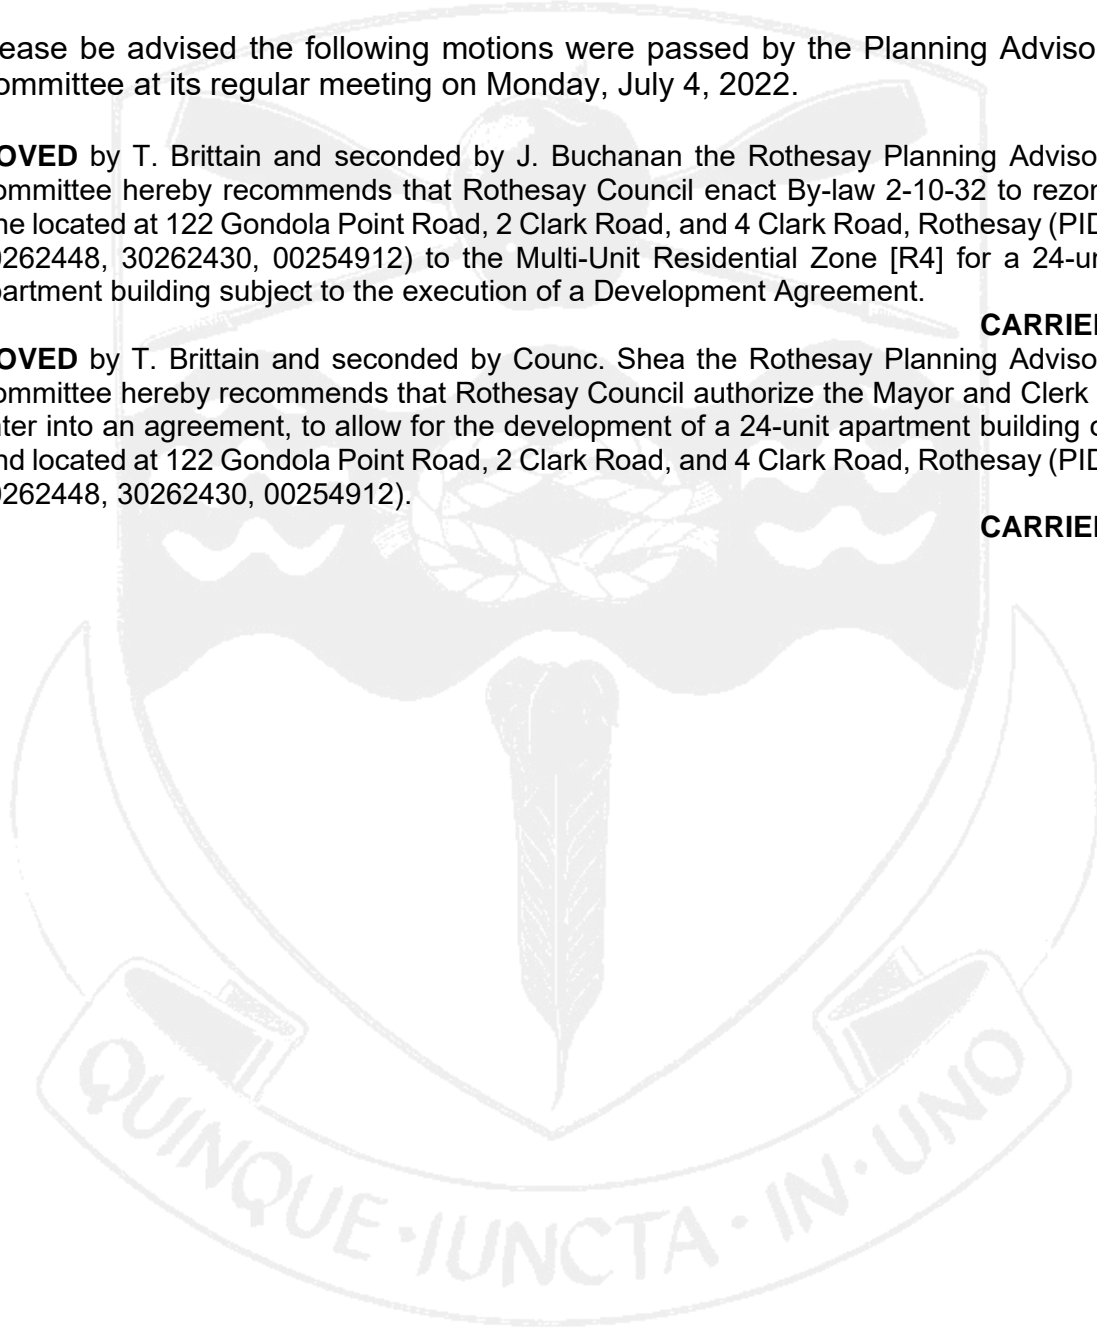 ease be advised the following motions were passed by the Planning Adviso
ommittee at its regular meeting on Monday, July 4, 2022.
OVED by T. Brittain and seconded by J. Buchanan the Rothesay Planning Adviso
ommittee hereby recommends that Rothesay Council enact By-law 2-10-32 to rezon
ne located at 122 Gondola Point Road, 2 Clark Road, and 4 Clark Road, Rothesay (PID
0262448, 30262430, 00254912) to the Multi-Unit Residential Zone [R4] for a 24-un
partment building subject to the execution of a Development Agreement.
CARRIED
OVED by T. Brittain and seconded by Counc. Shea the Rothesay Planning Adviso
ommittee hereby recommends that Rothesay Council authorize the Mayor and Clerk
nter into an agreement, to allow for the development of a 24-unit apartment building o
nd located at 122 Gondola Point Road, 2 Clark Road, and 4 Clark Road, Rothesay (PID
0262448, 30262430, 00254912).
CARRIED
QUINQUE·IUNCTA·IN·UNO